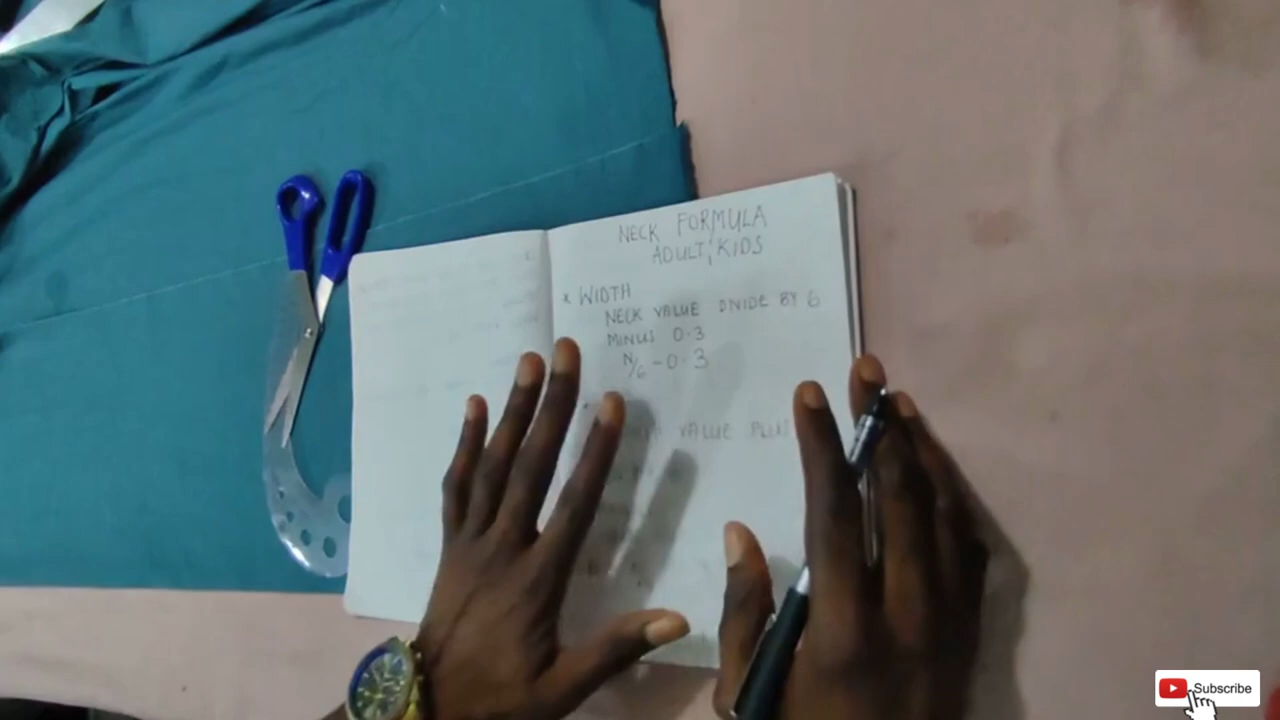 NECK FORMULA
ADULT, KIDS
x WIDTH
NECK VALUE DIVIDE BY 6
MINUS 0.3
N/6 - 0.3
VALUE PLUS
Subscribe